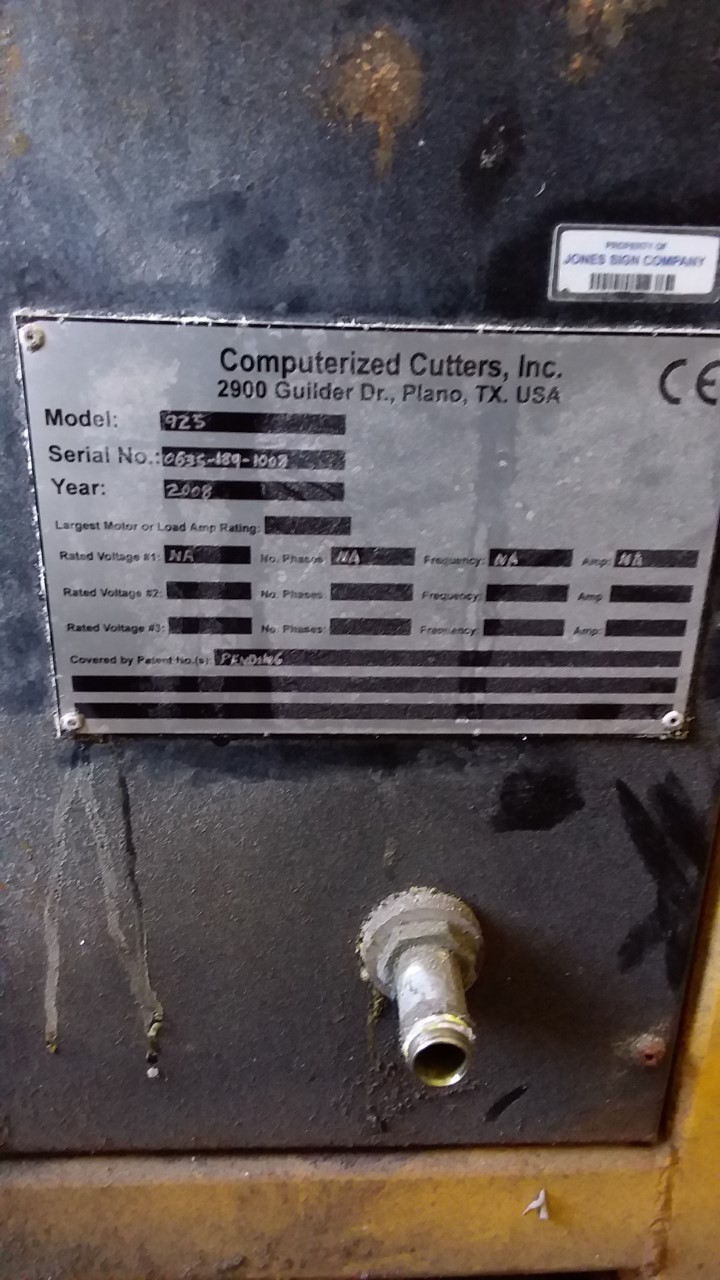 PROPERTY OF
JONES SIGN COMPANY
Computerized Cutters, Inc.
2900 Guilder Dr., Plano, TX. USA
CE
Model: 925
Serial No.: 0635-189-1008
Year: 2008
Largest Motor or Load Amp Rating:
Rated Voltage #1: NA No. Phases NA Frequency: NA Amp: NA
Rated Voltage #2: No. Phases: Frequency: Amp
Rated Voltage #3: No Phases: Frequency: Amp:
Covered by Patent No.(s): PENDING